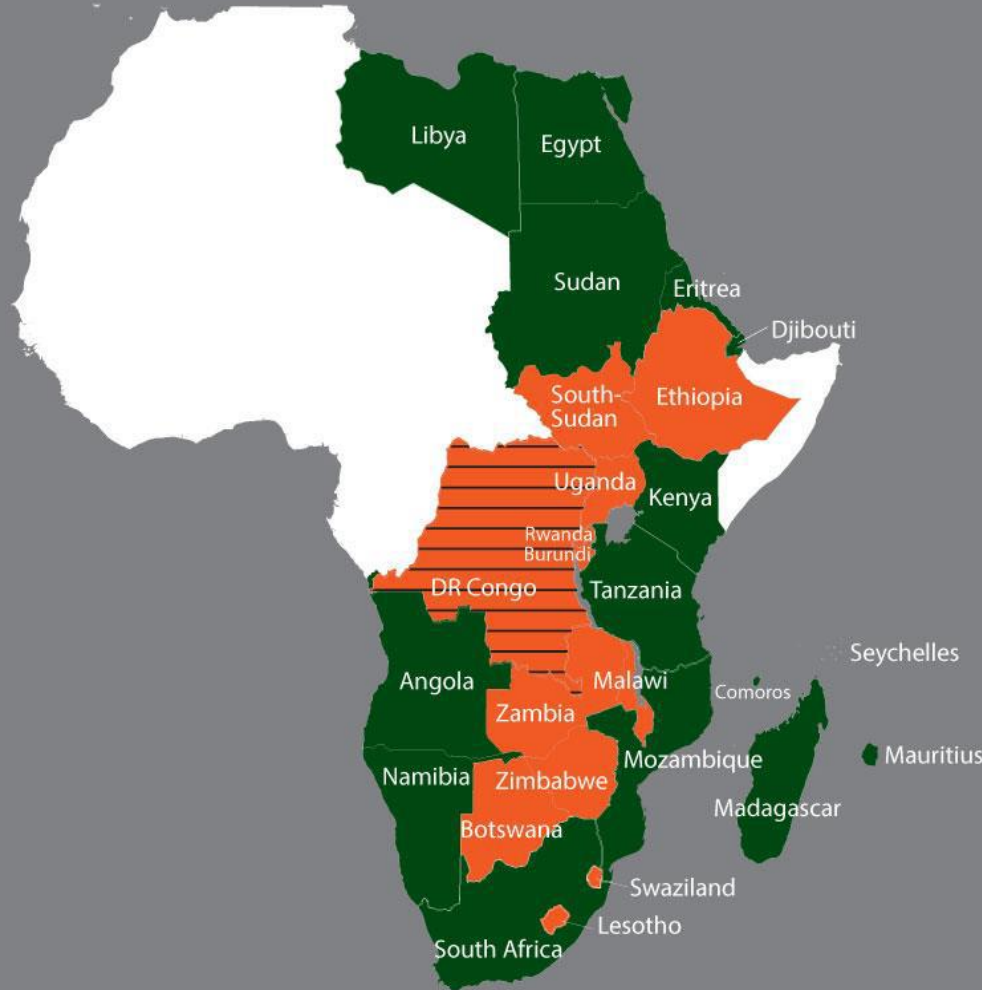 Libya
Egypt
Sudan
Eritrea
Djibouti
South-
Sudan
Ethiopia
Uganda
Kenya
Rwanda
Burundi
DR Congo
Tanzania
Seychelles
Angola
Malawi
Comoros
Zambia
Mozambique
Mauritius
Namibia
Zimbabwe
Madagascar
Botswana
Swaziland
Lesotho
South Africa